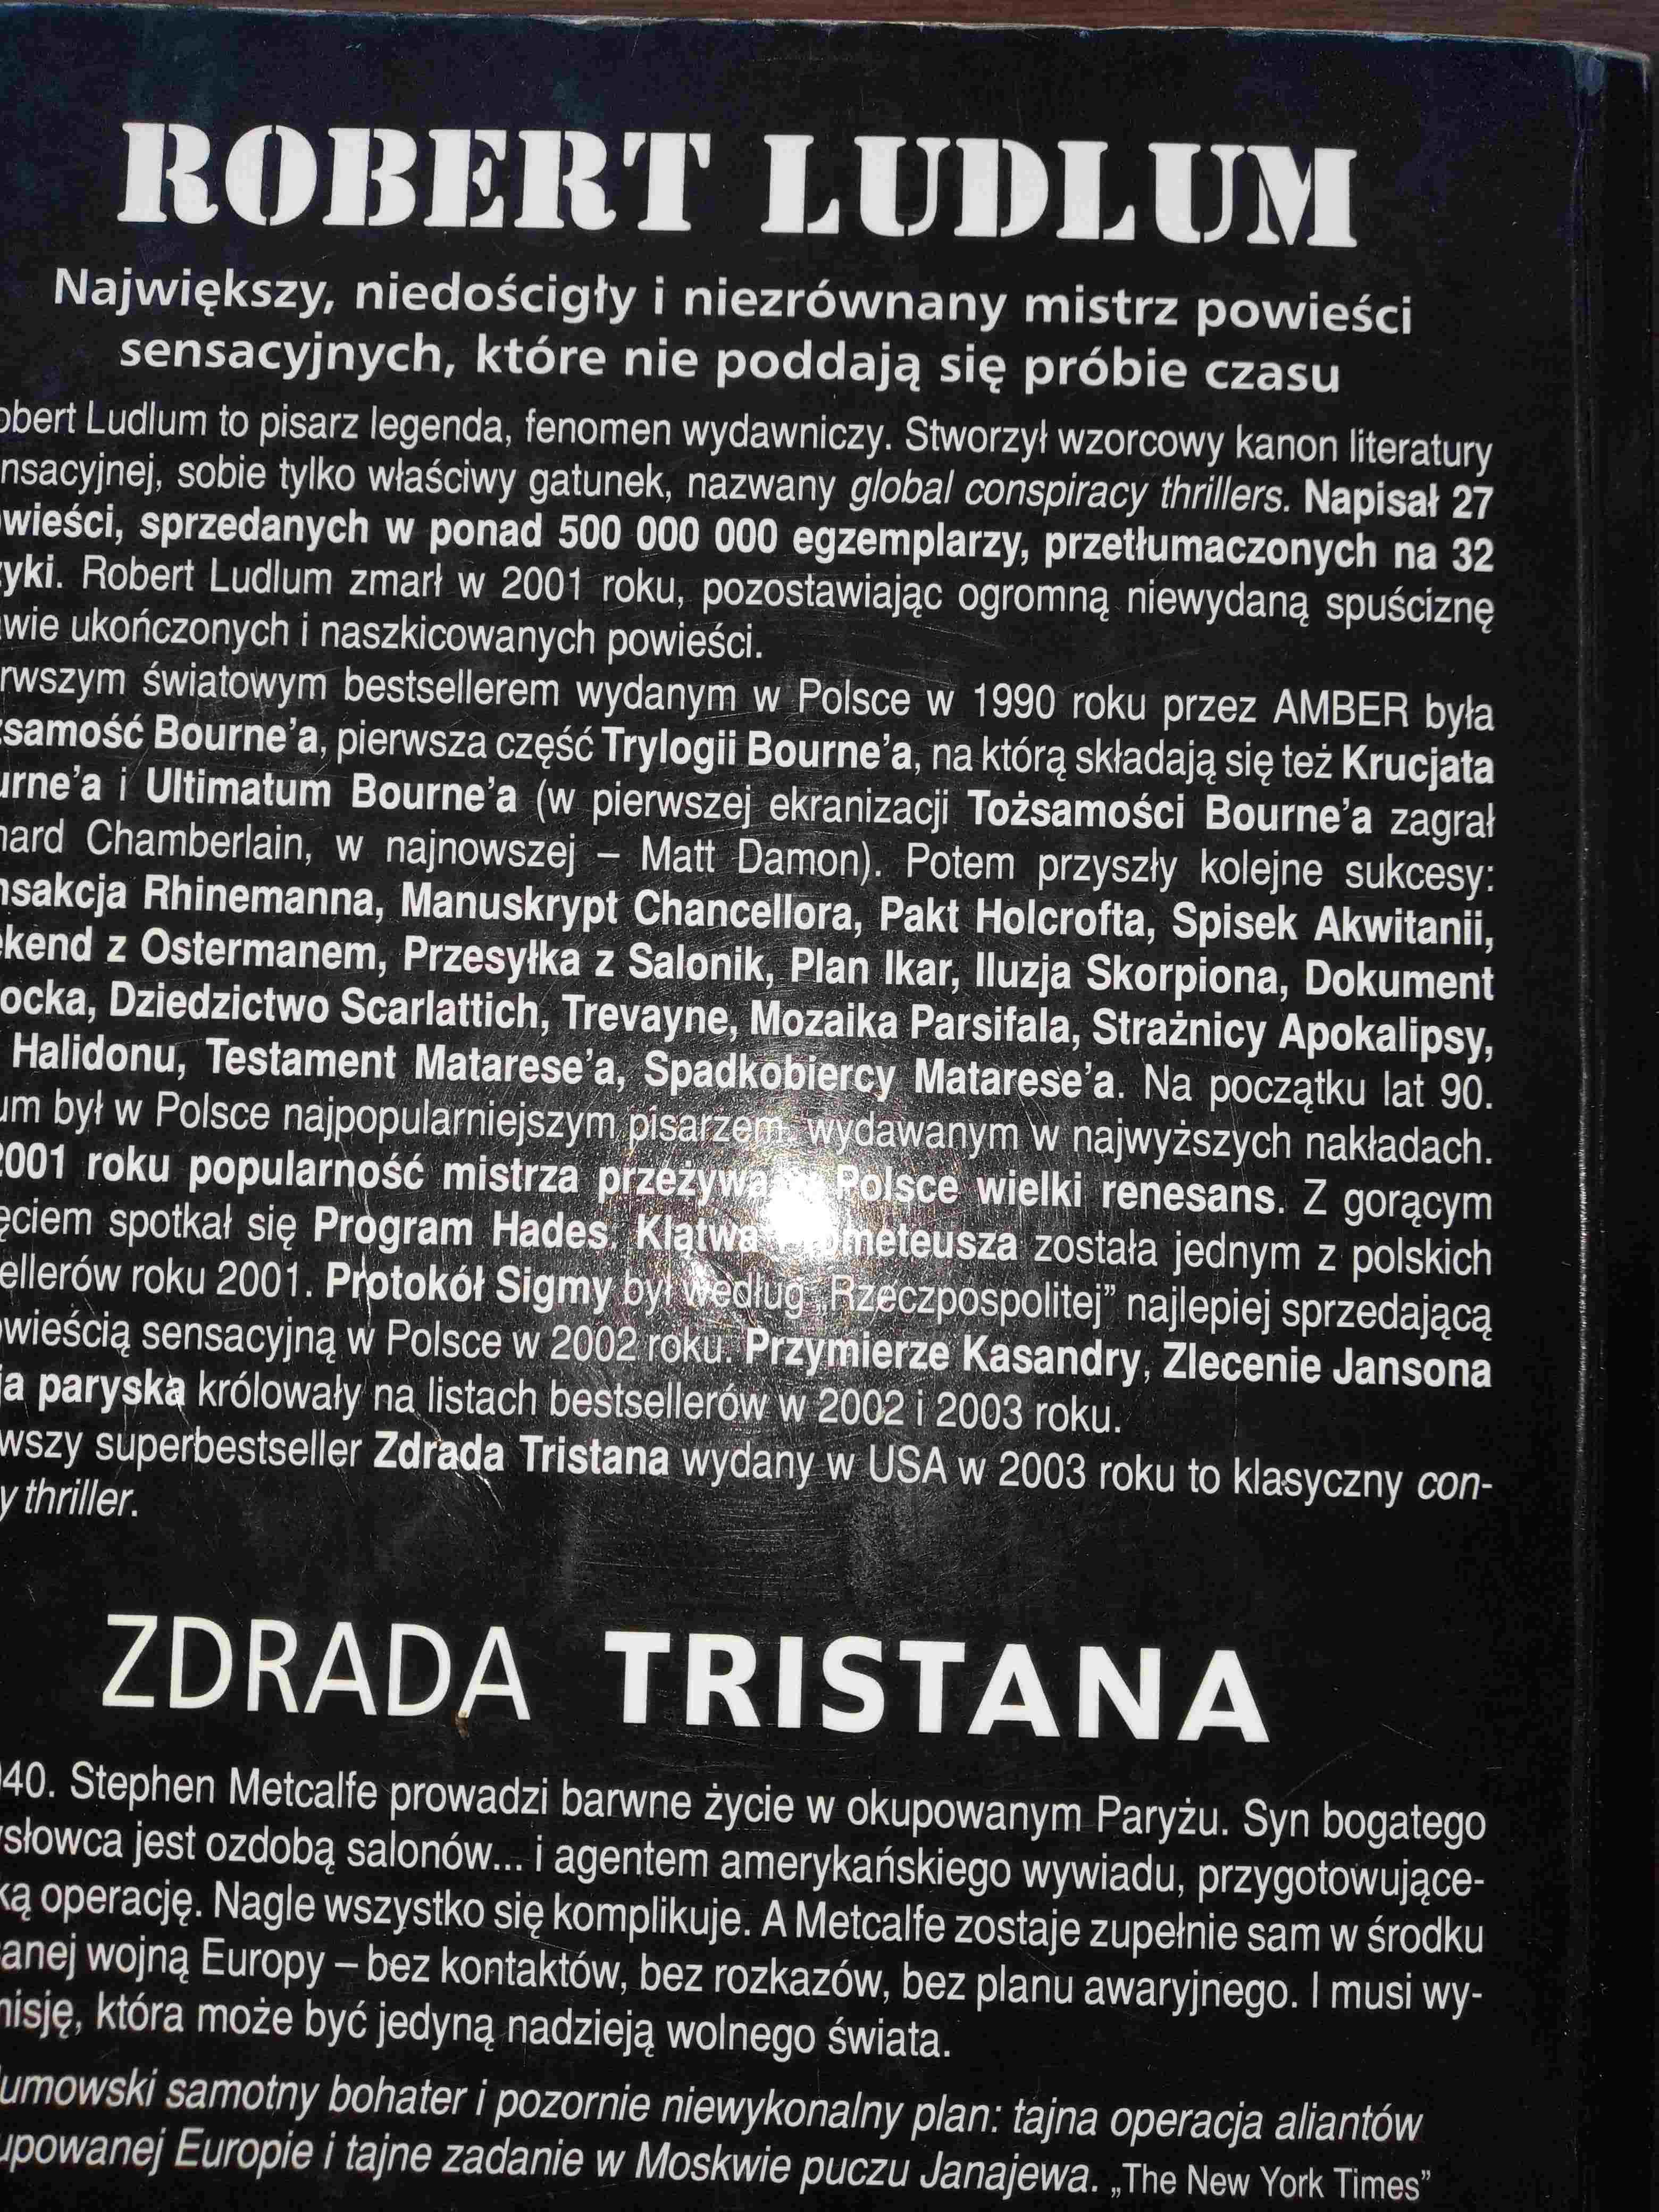 ROBERT LUDLUM
Największy, niedościgły i niezrównany mistrz powieści
sensacyjnych, które nie poddają się próbie czasu
obert Ludlum to pisarz legenda, fenomen wydawniczy. Stworzył wzorcowy kanon literatury
nsacyjnej, sobie tylko właściwy gatunek, nazwany global conspiracy thrillers. Napisał 27
wieści, sprzedanych w ponad 500 000 000 egzemplarzy, przetłumaczonych na 32
yki. Robert Ludlum zmarł w 2001 roku, pozostawiając ogromną niewydaną spuściznę
wie ukończonych i naszkicowanych powieści.
rwszym światowym bestsellerem wydanym w Polsce w 1990 roku przez AMBER była
samość Bourne'a, pierwsza część Trylogii Bourne'a, na którą składają się też Krucjata
urne'a i Ultimatum Bourne'a (w pierwszej ekranizacji Tożsamości Bourne'a zagrał
hard Chamberlain, w najnowszej – Matt Damon). Potem przyszły kolejne sukcesy:
nsakcja Rhinemanna, Manuskrypt Chancellora, Pakt Holcrofta, Spisek Akwitanii,
kend z Ostermanem, Przesyłka z Salonik, Plan Ikar, Iluzja Skorpiona, Dokument
ocka, Dziedzictwo Scarlattich, Trevayne, Mozaika Parsifala, Strażnicy Apokalipsy,
Halidonu, Testament Matarese'a, Spadkobiercy Matarese'a. Na początku lat 90.
um był w Polsce najpopularniejszym pisarzem, wydawanym w najwyższych nakładach.
2001 roku popularność mistrza przeżywa Polsce wielki renesans. Z gorącym
ęciem spotkał się Program Hades. Klątwa meteusza została jednym z polskich
ellerów roku 2001. Protokół Sigmy był według „Rzeczpospolitej” najlepiej sprzedającą
wieścią sensacyjną w Polsce w 2002 roku. Przymierze Kasandry, Zlecenie Jansona
ja paryska królowały na listach bestsellerów w 2002 i 2003 roku.
wszy superbestseller Zdrada Tristana wydany w USA w 2003 roku to klasyczny con-
y thriller.
ZDRADA TRISTANA
40. Stephen Metcalfe prowadzi barwne życie w okupowanym Paryżu. Syn bogatego
słowca jest ozdobą salonów... i agentem amerykańskiego wywiadu, przygotowujące-
ką operację. Nagle wszystko się komplikuje. A Metcalfe zostaje zupełnie sam w środku
anej wojną Europy – bez kontaktów, bez rozkazów, bez planu awaryjnego. I musi wy-
misję, która może być jedyną nadzieją wolnego świata.
umowski samotny bohater i pozornie niewykonalny plan: tajna operacja aliantów
upowanej Europie i tajne zadanie w Moskwie puczu Janajewa. „The New York Times”